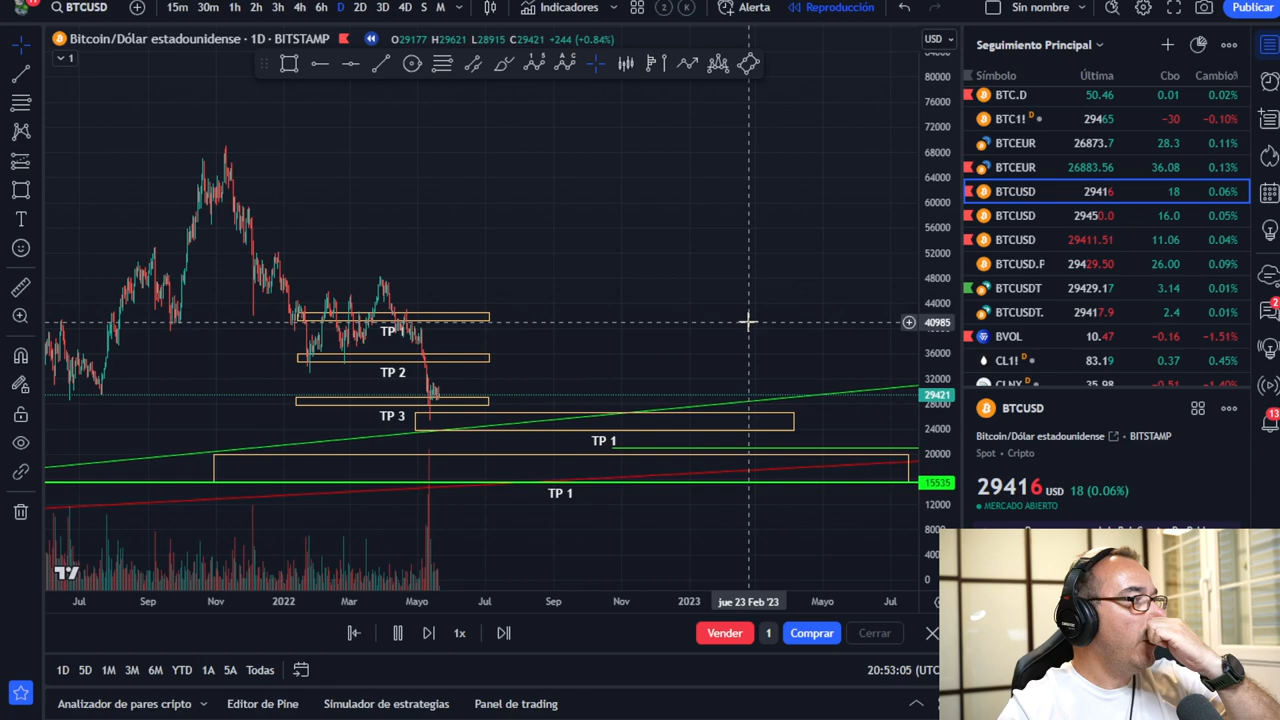 BTCUSD
15m 30m 1h 2h 3h 4h 6h D 2D 3D 4D S M
Indicadores
2 K
Alerta
Reproducción
Sin nombre
Publicar
Bitcoin/Dólar estadounidense · 1D · BITSTAMP
O29177 H29621 L28915 C29421 +244 (+0.84%)
1
USD
80000
76000
72000
68000
64000
60000
56000
52000
48000
44000
40985
36000
32000
29421
28000
24000
20000
15535
12000
8000
0
TP 1
TP 2
TP 3
TP 1
TP 1
Jul Sep Nov 2022 Mar Mayo Jul Sep Nov 2023 jue 23 Feb '23 Mayo Jul
1x
Vender 1 Comprar Cerrar
1D 5D 1M 3M 6M YTD 1A 5A Todas
20:53:05 (UTC
Analizador de pares cripto Editor de Pine Simulador de estrategias Panel de trading
Seguimiento Principal
Símbolo Última Cbo Cambio%
BTC.D 50.46 0.01 0.02%
BTC1! D 29465 −30 −0.10%
BTCEUR 26873.7 28.3 0.11%
BTCEUR 26883.56 36.08 0.13%
BTCUSD 29416 18 0.06%
BTCUSD 29450.0 16.0 0.05%
BTCUSD 29411.51 11.06 0.04%
BTCUSD.P 29429.50 26.00 0.09%
BTCUSDT 29429.17 3.14 0.01%
BTCUSDT. 29417.9 2.4 0.01%
BVOL 10.47 −0.16 −1.51%
CL1! D 83.19 0.37 0.45%
BTCUSD
Bitcoin/Dólar estadounidense BITSTAMP
Spot • Cripto
29416 USD 18 (0.06%)
MERCADO ABIERTO
2
13